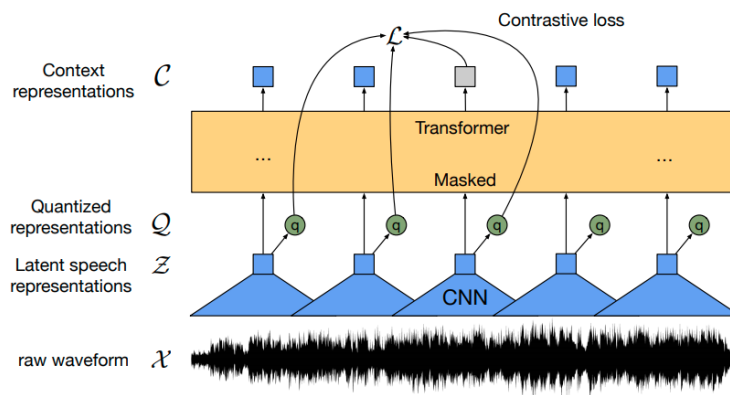 Contrastive loss
ℒ
Context
representations 𝒞
Transformer
... ...
Masked
Quantized
representations 𝒬
q q q q q
Latent speech
representations 𝒵
CNN
raw waveform 𝒳